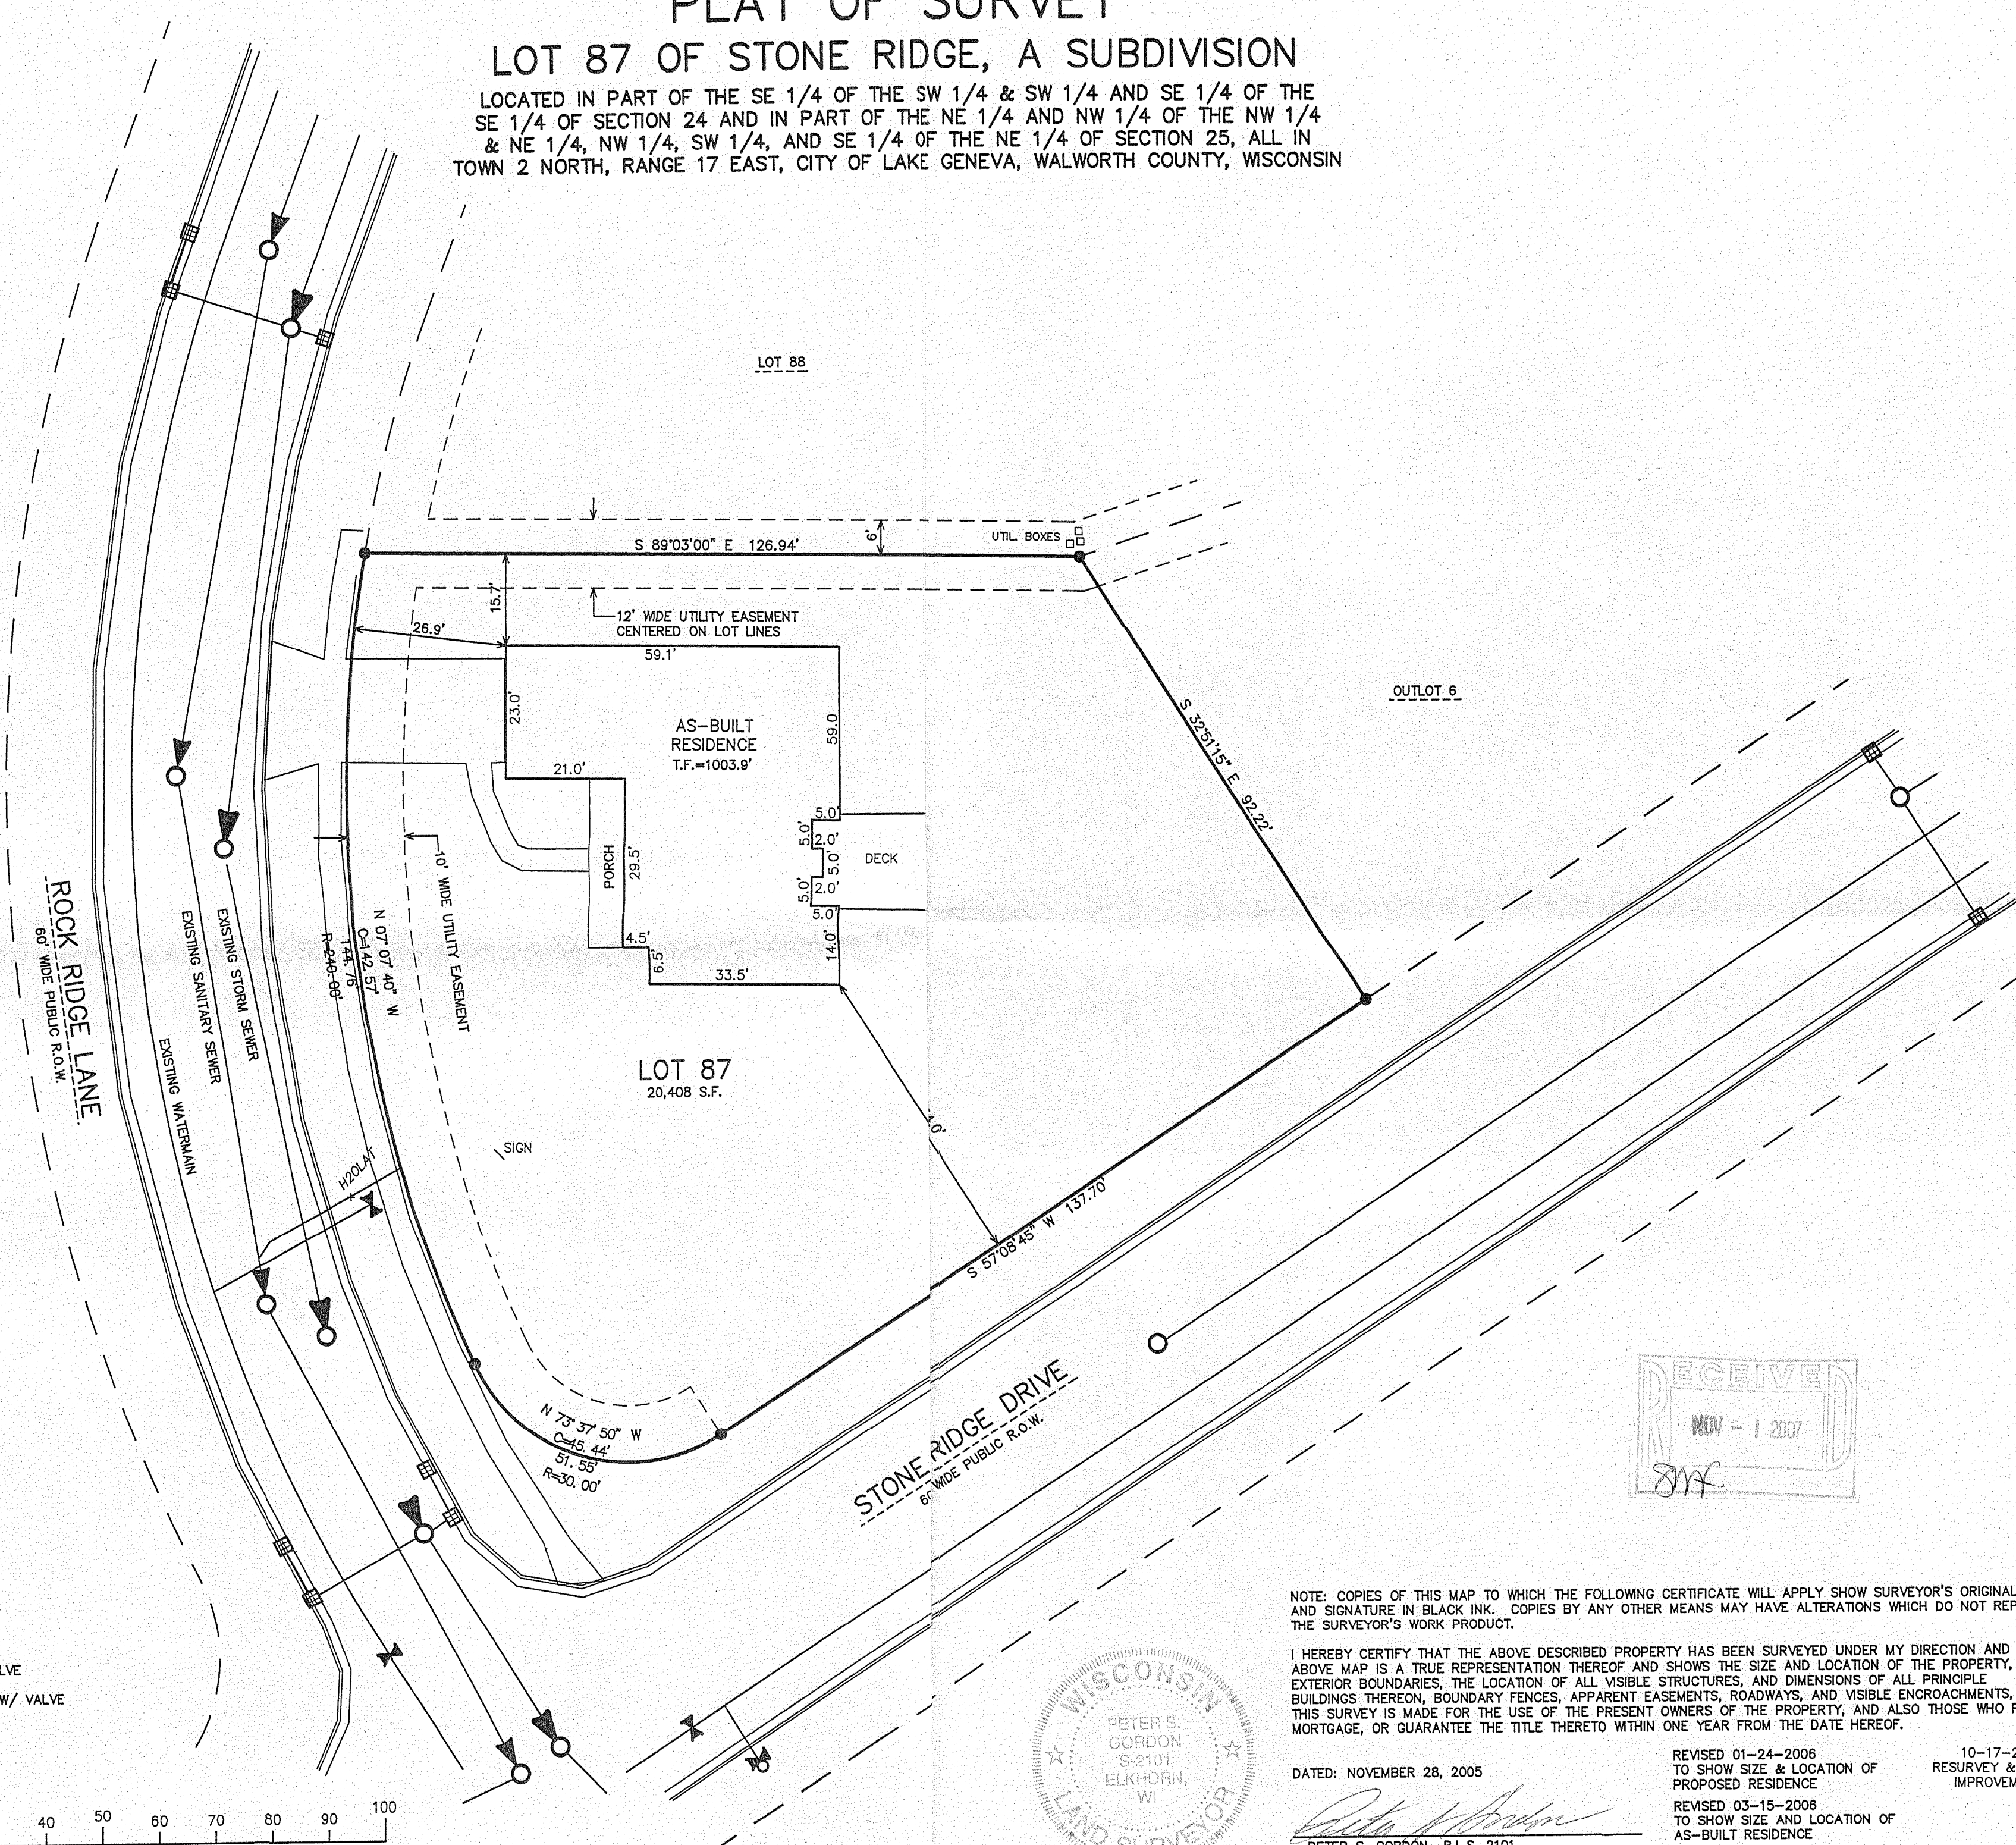 PLAT OF SURVEY
LOT 87 OF STONE RIDGE, A SUBDIVISION
LOCATED IN PART OF THE SE 1/4 OF THE SW 1/4 & SW 1/4 AND SE 1/4 OF THE
SE 1/4 OF SECTION 24 AND IN PART OF THE NE 1/4 AND NW 1/4 OF THE NW 1/4
& NE 1/4, NW 1/4, SW 1/4, AND SE 1/4 OF THE NE 1/4 OF SECTION 25, ALL IN
TOWN 2 NORTH, RANGE 17 EAST, CITY OF LAKE GENEVA, WALWORTH COUNTY, WISCONSIN
LOT 88
S 89°03'00" E 126.94'
6'
UTIL. BOXES
15.7'
12' WIDE UTILITY EASEMENT
CENTERED ON LOT LINES
26.9'
59.1'
23.0'
AS-BUILT
RESIDENCE
T.F.=1003.9'
59.0
21.0'
OUTLOT 6
S 32°51'15" E 92.22'
5.0'
5.0'
2.0'
5.0'
DECK
5.0'
2.0'
5.0'
PORCH
29.5'
4.5'
6.5'
33.5'
14.0'
10' WIDE UTILITY EASEMENT
N 07°07'40" W
C=142.57'
144.76'
R=240.00'
ROCK RIDGE LANE
60' WIDE PUBLIC R.O.W.
EXISTING SANITARY SEWER
EXISTING STORM SEWER
EXISTING WATERMAIN
LOT 87
20,408 S.F.
SIGN
H2OLAT
S 57°08'45" W 137.70'
N 73°37'50" W
C=45.44'
51.55'
R=30.00'
STONE RIDGE DRIVE
WIDE PUBLIC R.O.W.
RECEIVED
NOV - 1 2007
NOTE: COPIES OF THIS MAP TO WHICH THE FOLLOWING CERTIFICATE WILL APPLY SHOW SURVEYOR'S ORIGINAL
AND SIGNATURE IN BLACK INK. COPIES BY ANY OTHER MEANS MAY HAVE ALTERATIONS WHICH DO NOT REP
THE SURVEYOR'S WORK PRODUCT.
I HEREBY CERTIFY THAT THE ABOVE DESCRIBED PROPERTY HAS BEEN SURVEYED UNDER MY DIRECTION AND
ABOVE MAP IS A TRUE REPRESENTATION THEREOF AND SHOWS THE SIZE AND LOCATION OF THE PROPERTY,
EXTERIOR BOUNDARIES, THE LOCATION OF ALL VISIBLE STRUCTURES, AND DIMENSIONS OF ALL PRINCIPLE
BUILDINGS THEREON, BOUNDARY FENCES, APPARENT EASEMENTS, ROADWAYS, AND VISIBLE ENCROACHMENTS,
THIS SURVEY IS MADE FOR THE USE OF THE PRESENT OWNERS OF THE PROPERTY, AND ALSO THOSE WHO
MORTGAGE, OR GUARANTEE THE TITLE THERETO WITHIN ONE YEAR FROM THE DATE HEREOF.
DATED: NOVEMBER 28, 2005
PETER S. GORDON R.L.S. 2101
REVISED 01-24-2006
TO SHOW SIZE & LOCATION OF
PROPOSED RESIDENCE
REVISED 03-15-2006
TO SHOW SIZE AND LOCATION OF
AS-BUILT RESIDENCE
10-17-2
RESURVEY &
IMPROVEM
WISCONSIN
PETER S.
GORDON
S-2101
ELKHORN,
WI
LAND SURVEYOR
LVE
W/ VALVE
40 50 60 70 80 90 100